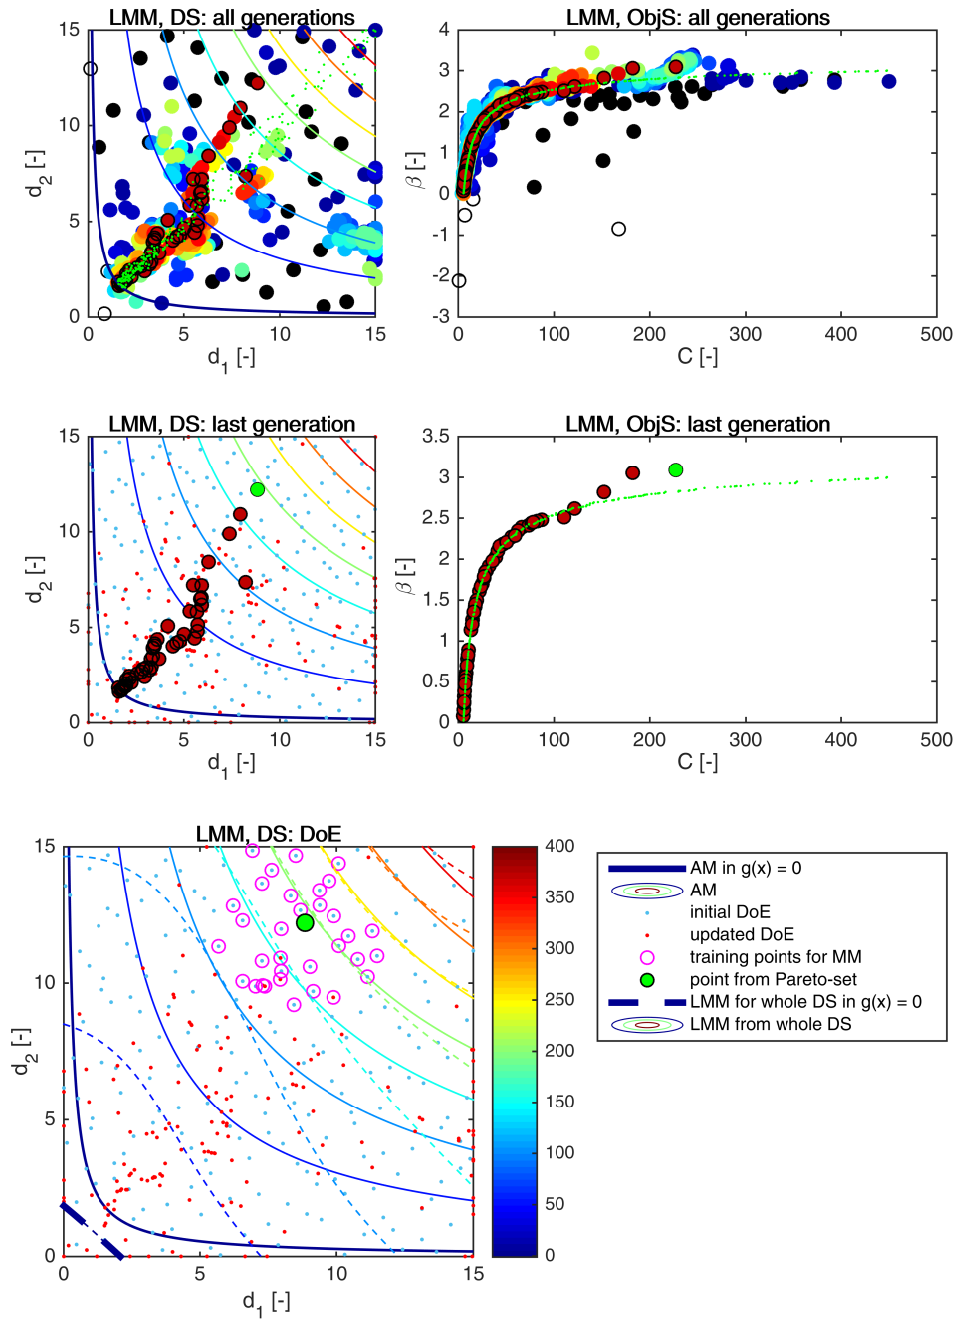 LMM, DS: all generations
LMM, ObjS: all generations
15
10
5
0
d2 [-]
0 5 10 15
d1 [-]
4
3
2
1
0
-1
-2
-3
β [-]
0 100 200 300 400 500
C [-]
LMM, DS: last generation
LMM, ObjS: last generation
15
10
5
0
d2 [-]
0 5 10 15
d1 [-]
3.5
3
2.5
2
1.5
1
0.5
0
β [-]
0 100 200 300 400 500
C [-]
LMM, DS: DoE
15
10
5
0
d2 [-]
0 5 10 15
d1 [-]
400
350
300
250
200
150
100
50
0
AM in g(x) = 0
AM
initial DoE
updated DoE
training points for MM
point from Pareto-set
LMM for whole DS in g(x) = 0
LMM from whole DS